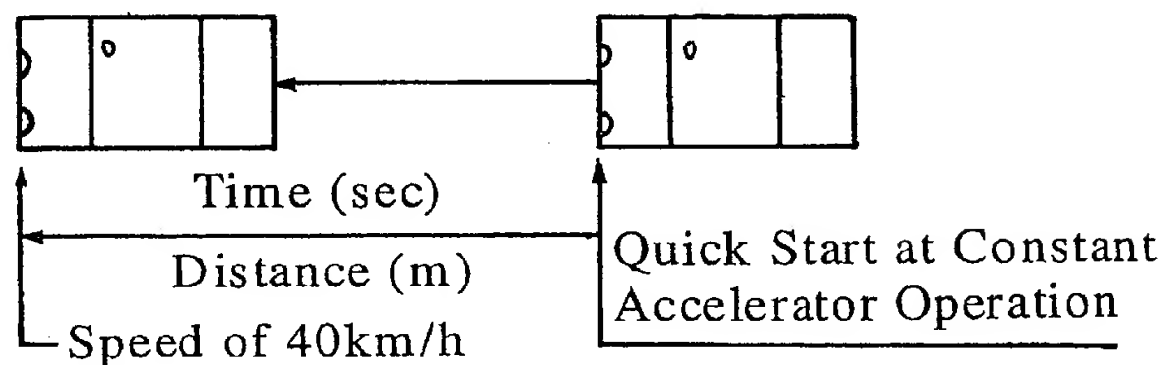 Time (sec)
Distance (m)
Speed of 40km/h
Quick Start at Constant
Accelerator Operation